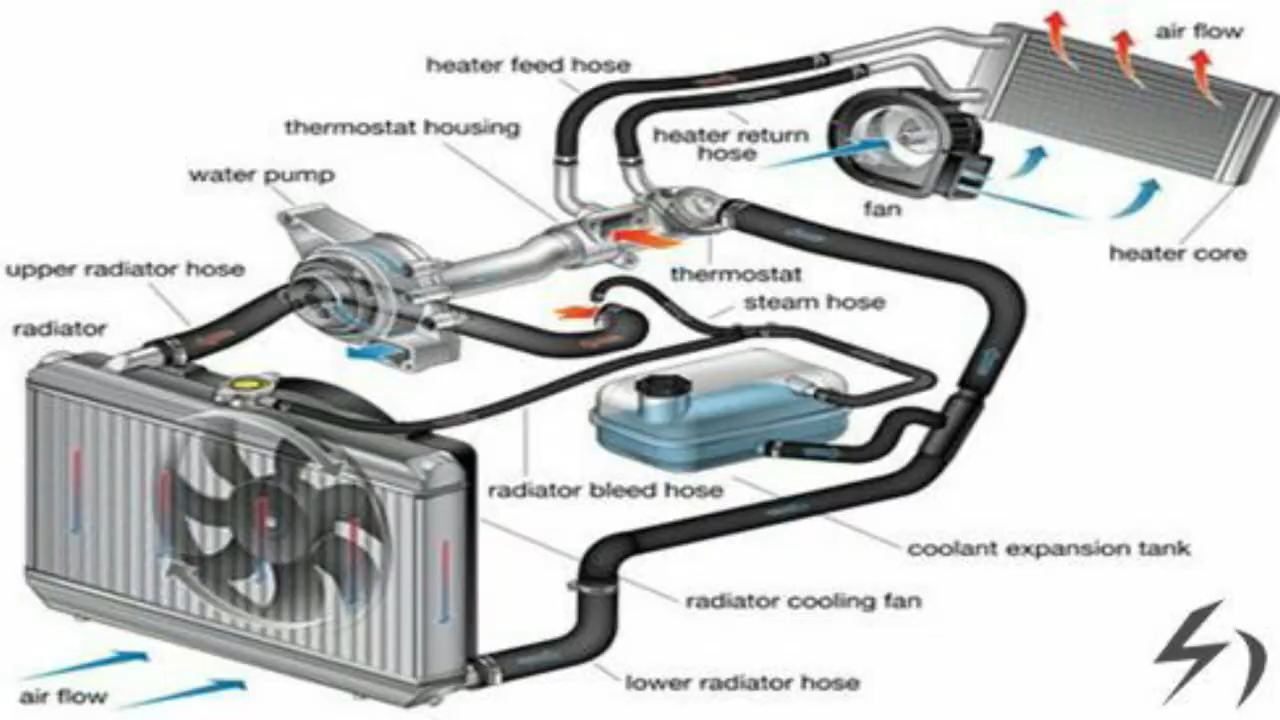 air flow
heater feed hose
thermostat housing
heater return
hose
water pump
fan
heater core
upper radiator hose
thermostat
steam hose
radiator
radiator bleed hose
coolant expansion tank
radiator cooling fan
lower radiator hose
air flow